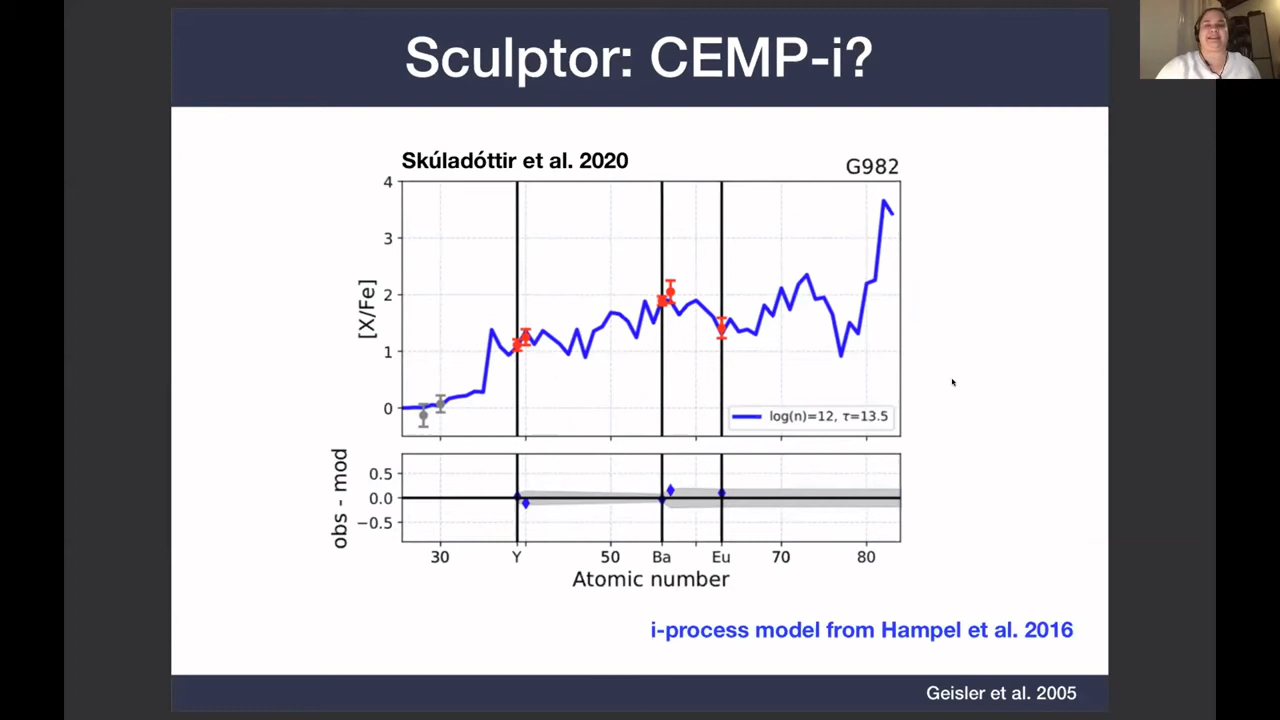 Sculptor: CEMP-i?
Skúladóttir et al. 2020
G982
4
3
2
1
0
[X/Fe]
log(n)=12, τ=13.5
0.5
0.0
−0.5
obs - mod
30 Y 50 Ba Eu 70 80
Atomic number
i-process model from Hampel et al. 2016
Geisler et al. 2005